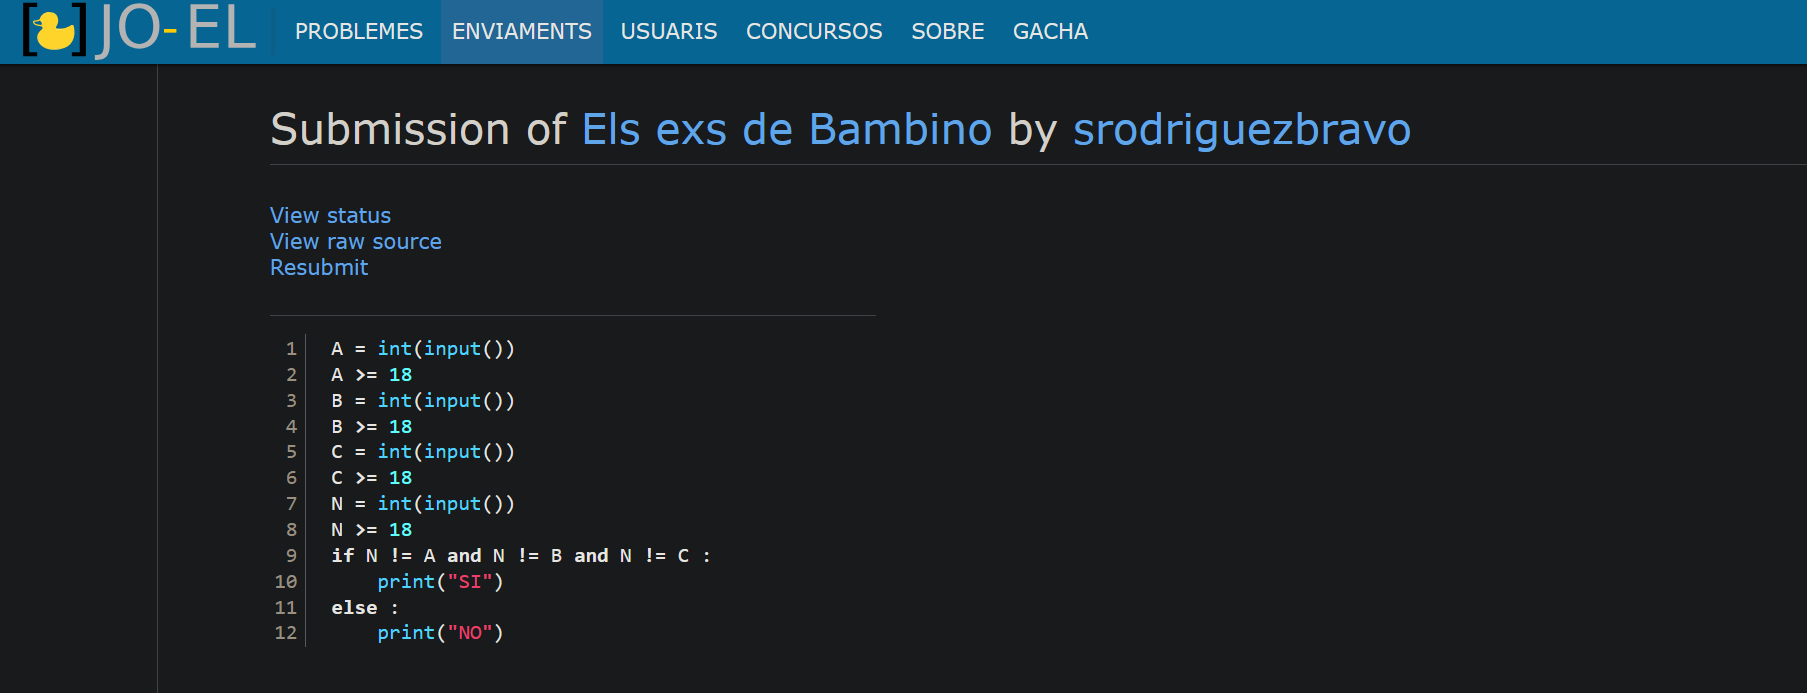 [ ] JO-EL PROBLEMES ENVIAMENTS USUARIS CONCURSOS SOBRE GACHA
Submission of Els exs de Bambino by srodriguezbravo
View status
View raw source
Resubmit
1 A = int(input())
2 A >= 18
3 B = int(input())
4 B >= 18
5 C = int(input())
6 C >= 18
7 N = int(input())
8 N >= 18
9 if N != A and N != B and N != C :
10     print("SI")
11 else :
12     print("NO")